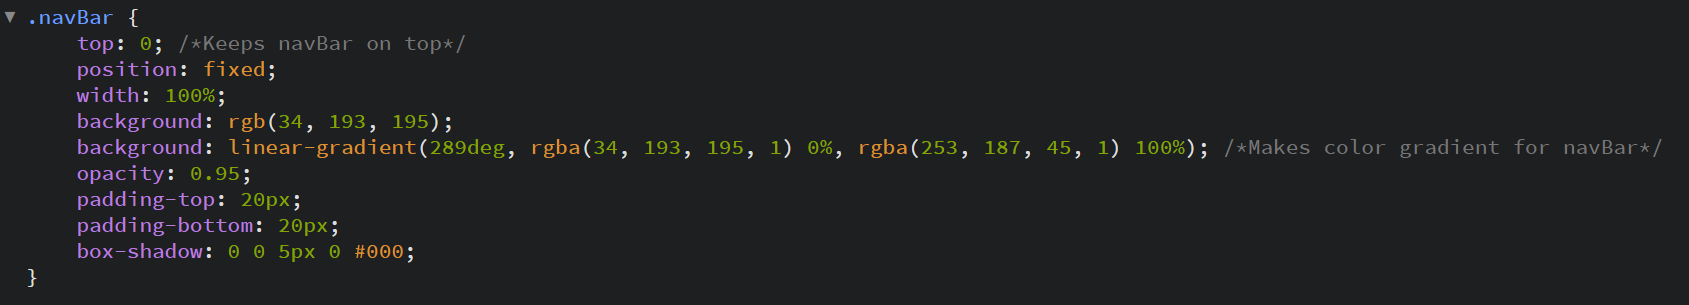 .navBar {
    top: 0; /*Keeps navBar on top*/
    position: fixed;
    width: 100%;
    background: rgb(34, 193, 195);
    background: linear-gradient(289deg, rgba(34, 193, 195, 1) 0%, rgba(253, 187, 45, 1) 100%); /*Makes color gradient for navBar*/
    opacity: 0.95;
    padding-top: 20px;
    padding-bottom: 20px;
    box-shadow: 0 0 5px 0 #000;
}